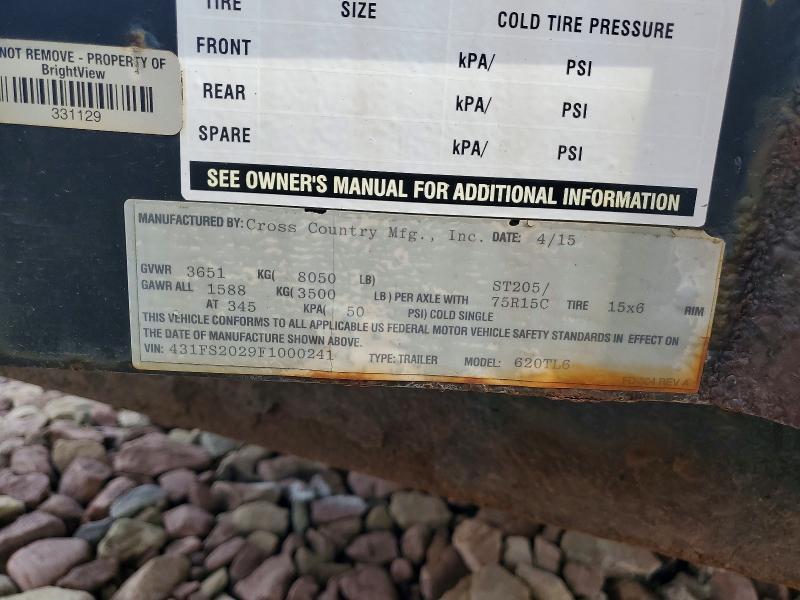 TIRE SIZE COLD TIRE PRESSURE
FRONT kPA/ PSI
REAR kPA/ PSI
SPARE kPA/ PSI
SEE OWNER'S MANUAL FOR ADDITIONAL INFORMATION
NOT REMOVE - PROPERTY OF
BrightView
331129
MANUFACTURED BY: Cross Country Mfg., Inc. DATE: 4/15
GVWR 3651 KG( 8050 LB)
GAWR ALL 1588 KG( 3500 LB) PER AXLE WITH ST205/ 75R15C TIRE 15x6 RIM
AT 345 KPA( 50 PSI) COLD SINGLE
THIS VEHICLE CONFORMS TO ALL APPLICABLE US FEDERAL MOTOR VEHICLE SAFETY STANDARDS IN EFFECT ON
THE DATE OF MANUFACTURE SHOWN ABOVE.
VIN: 431FS2029F1000241 TYPE: TRAILER MODEL: 620TL6
FD-004 REV A